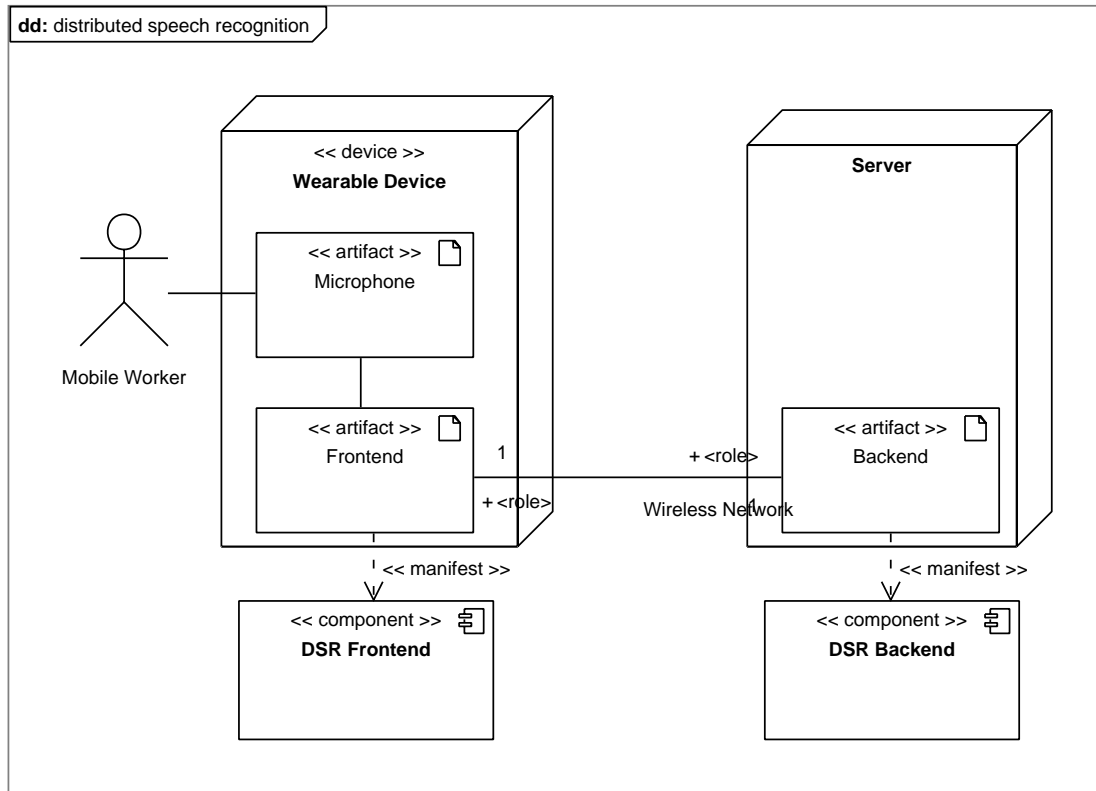 dd: distributed speech recognition
<< device >>
Wearable Device
Server
<< artifact >>
Microphone
Mobile Worker
<< artifact >>
Frontend
1
+ <role>
+ <role>
Wireless Network
1
<< artifact >>
Backend
<< manifest >>
<< manifest >>
<< component >>
DSR Frontend
<< component >>
DSR Backend